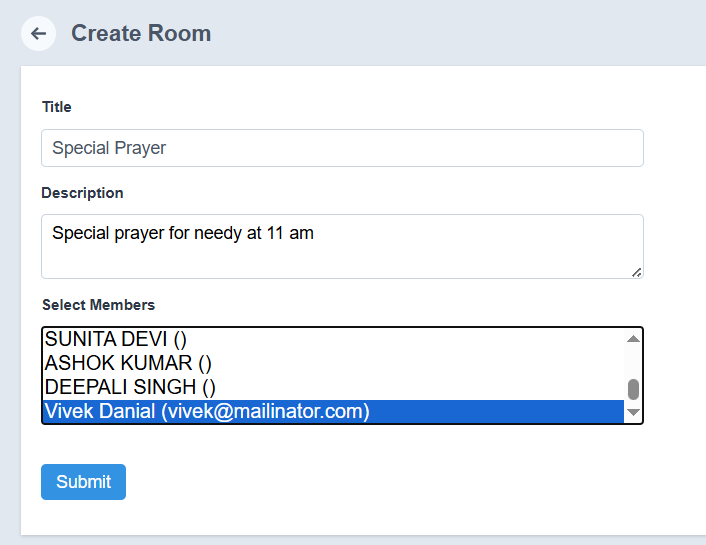 Create Room
Title
Special Prayer
Description
Special prayer for needy at 11 am
Select Members
SUNITA DEVI ()
ASHOK KUMAR ()
DEEPALI SINGH ()
Vivek Danial (vivek@mailinator.com)
Submit